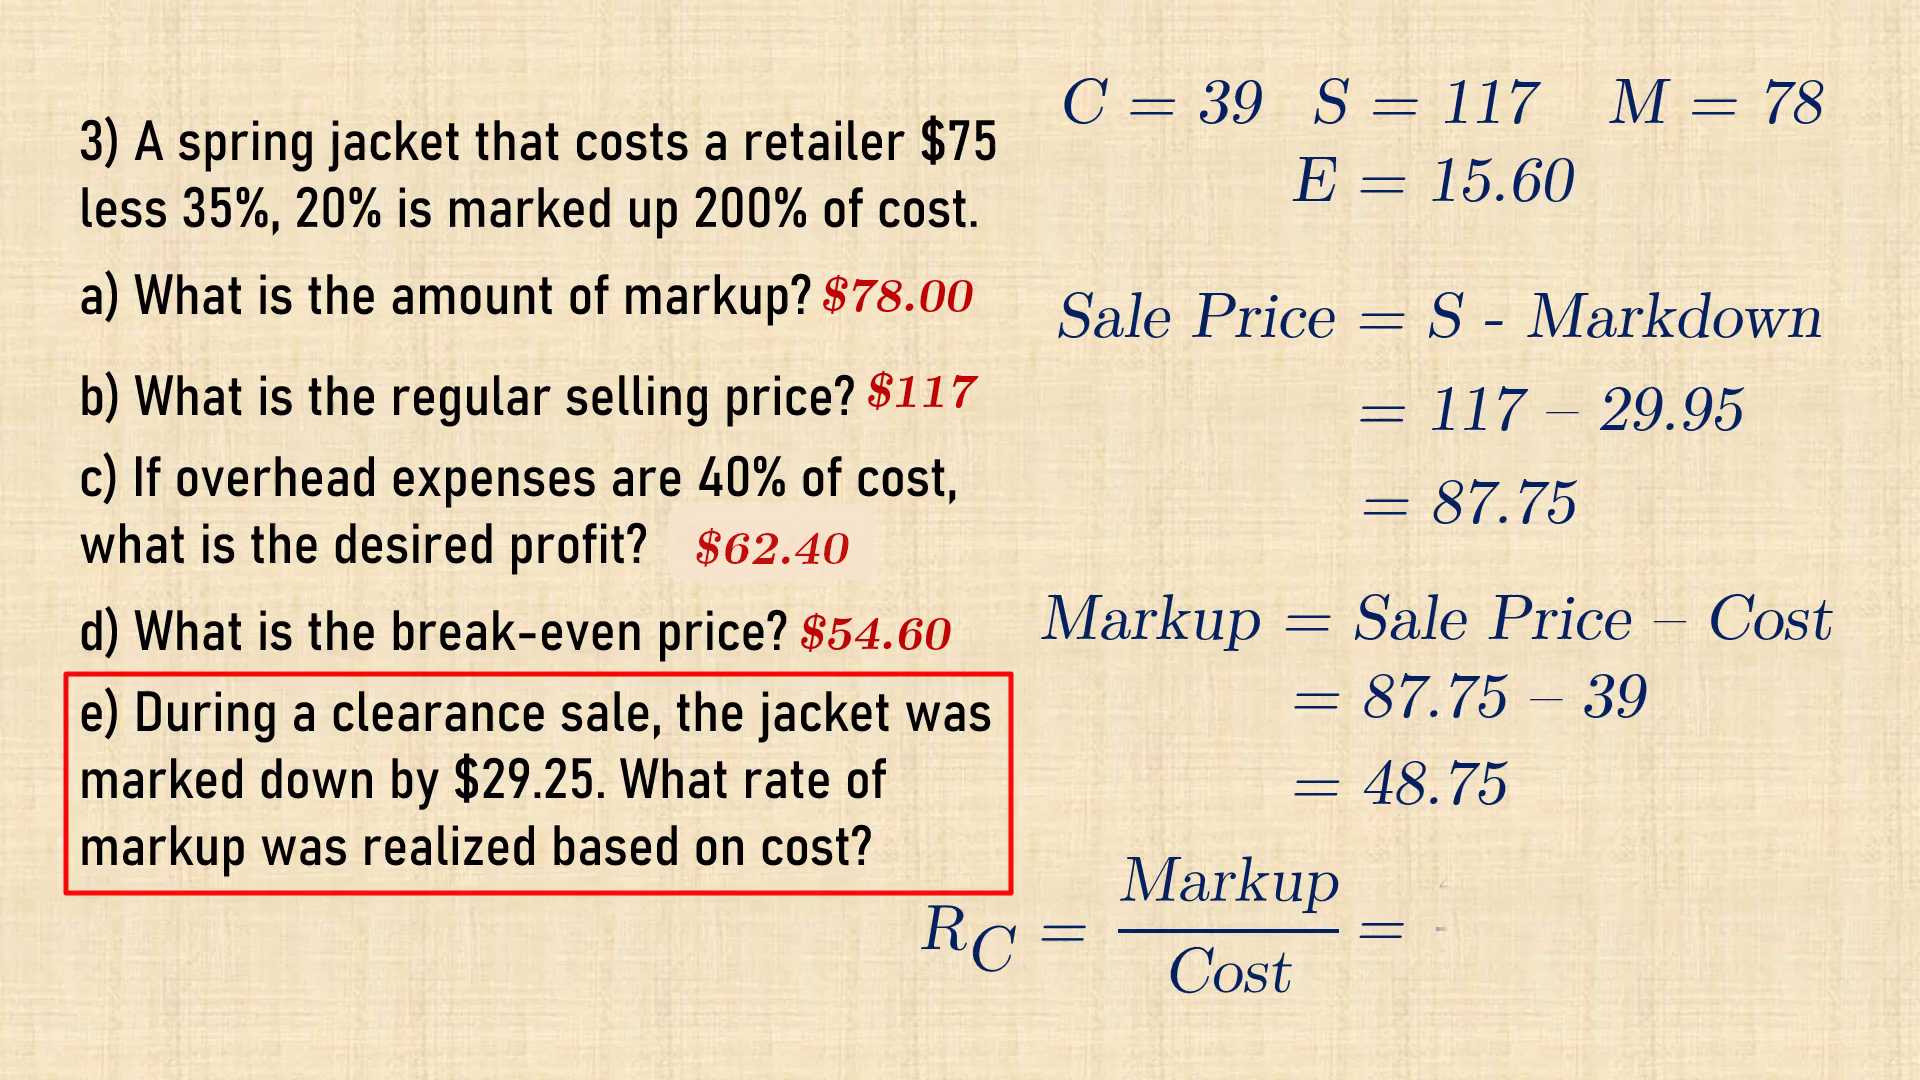 3) A spring jacket that costs a retailer $75
less 35%, 20% is marked up 200% of cost.
a) What is the amount of markup? $78.00
b) What is the regular selling price? $117
c) If overhead expenses are 40% of cost,
what is the desired profit? $62.40
d) What is the break-even price? $54.60
e) During a clearance sale, the jacket was
marked down by $29.25. What rate of
markup was realized based on cost?
C = 39 S = 117 M = 78
E = 15.60
Sale Price = S - Markdown
= 117 – 29.95
= 87.75
Markup = Sale Price – Cost
= 87.75 – 39
= 48.75
R_C = Markup / Cost =